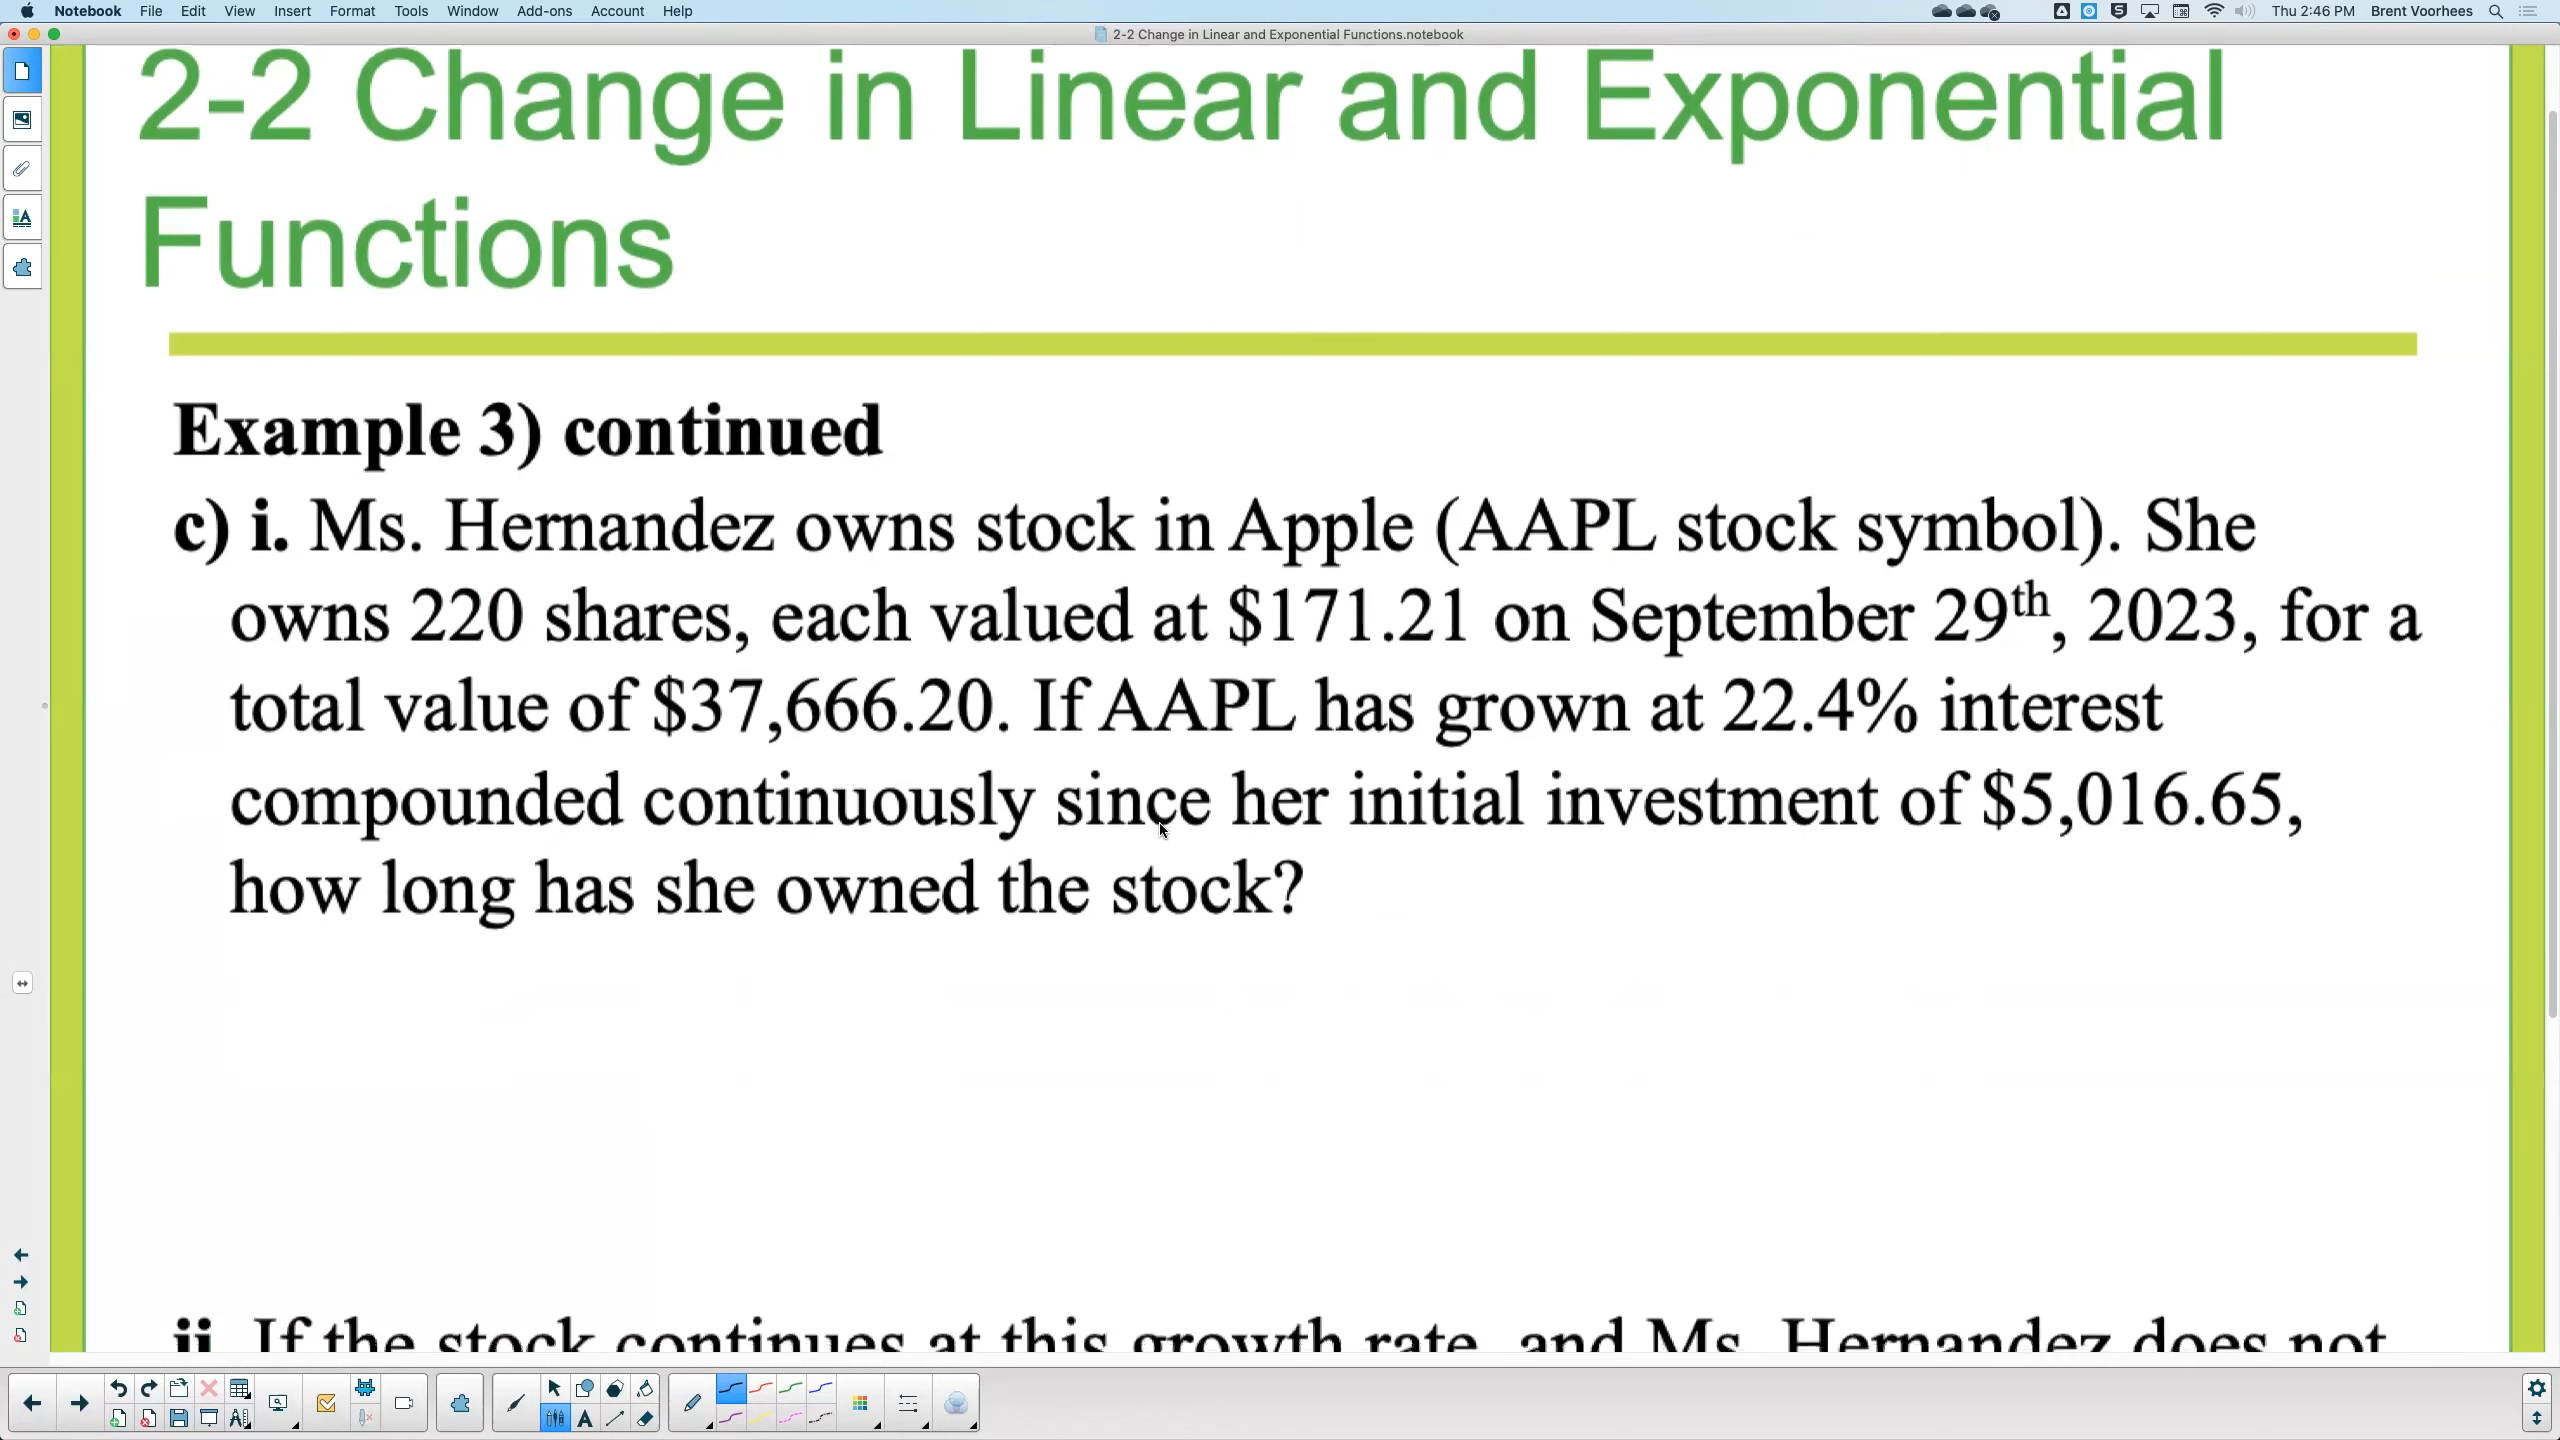 Notebook File Edit View Insert Format Tools Window Add-ons Account Help Thu 2:46 PM Brent Voorhees
2-2 Change in Linear and Exponential Functions.notebook
2-2 Change in Linear and Exponential
Functions
Example 3) continued
c) i. Ms. Hernandez owns stock in Apple (AAPL stock symbol). She
owns 220 shares, each valued at $171.21 on September 29th, 2023, for a
total value of $37,666.20. If AAPL has grown at 22.4% interest
compounded continuously since her initial investment of $5,016.65,
how long has she owned the stock?
ii. If the stock continues at this growth rate, and Ms. Hernandez does not